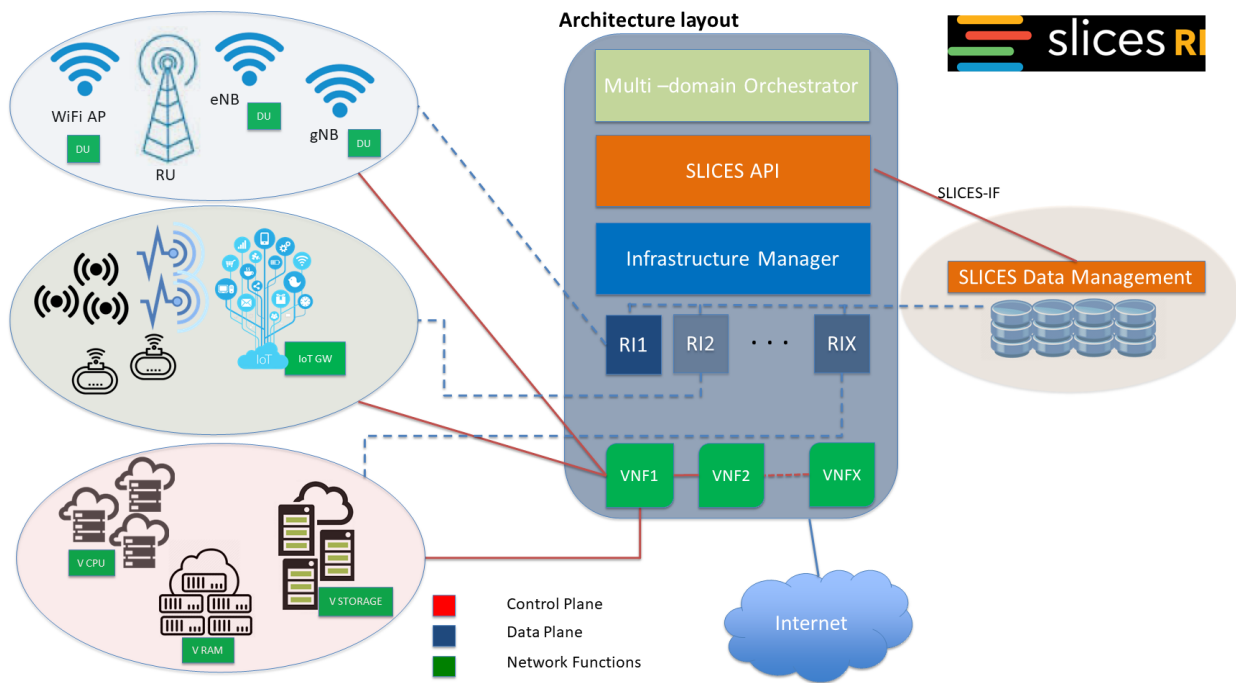 Architecture layout
slices RI
Multi –domain Orchestrator
SLICES API
Infrastructure Manager
SLICES-IF
SLICES Data Management
RI1
RI2
. . .
RIX
VNF1
VNF2
VNFX
Internet
WiFi AP
DU
RU
eNB
DU
gNB
DU
IoT
IoT GW
V CPU
V RAM
V STORAGE
Control Plane
Data Plane
Network Functions